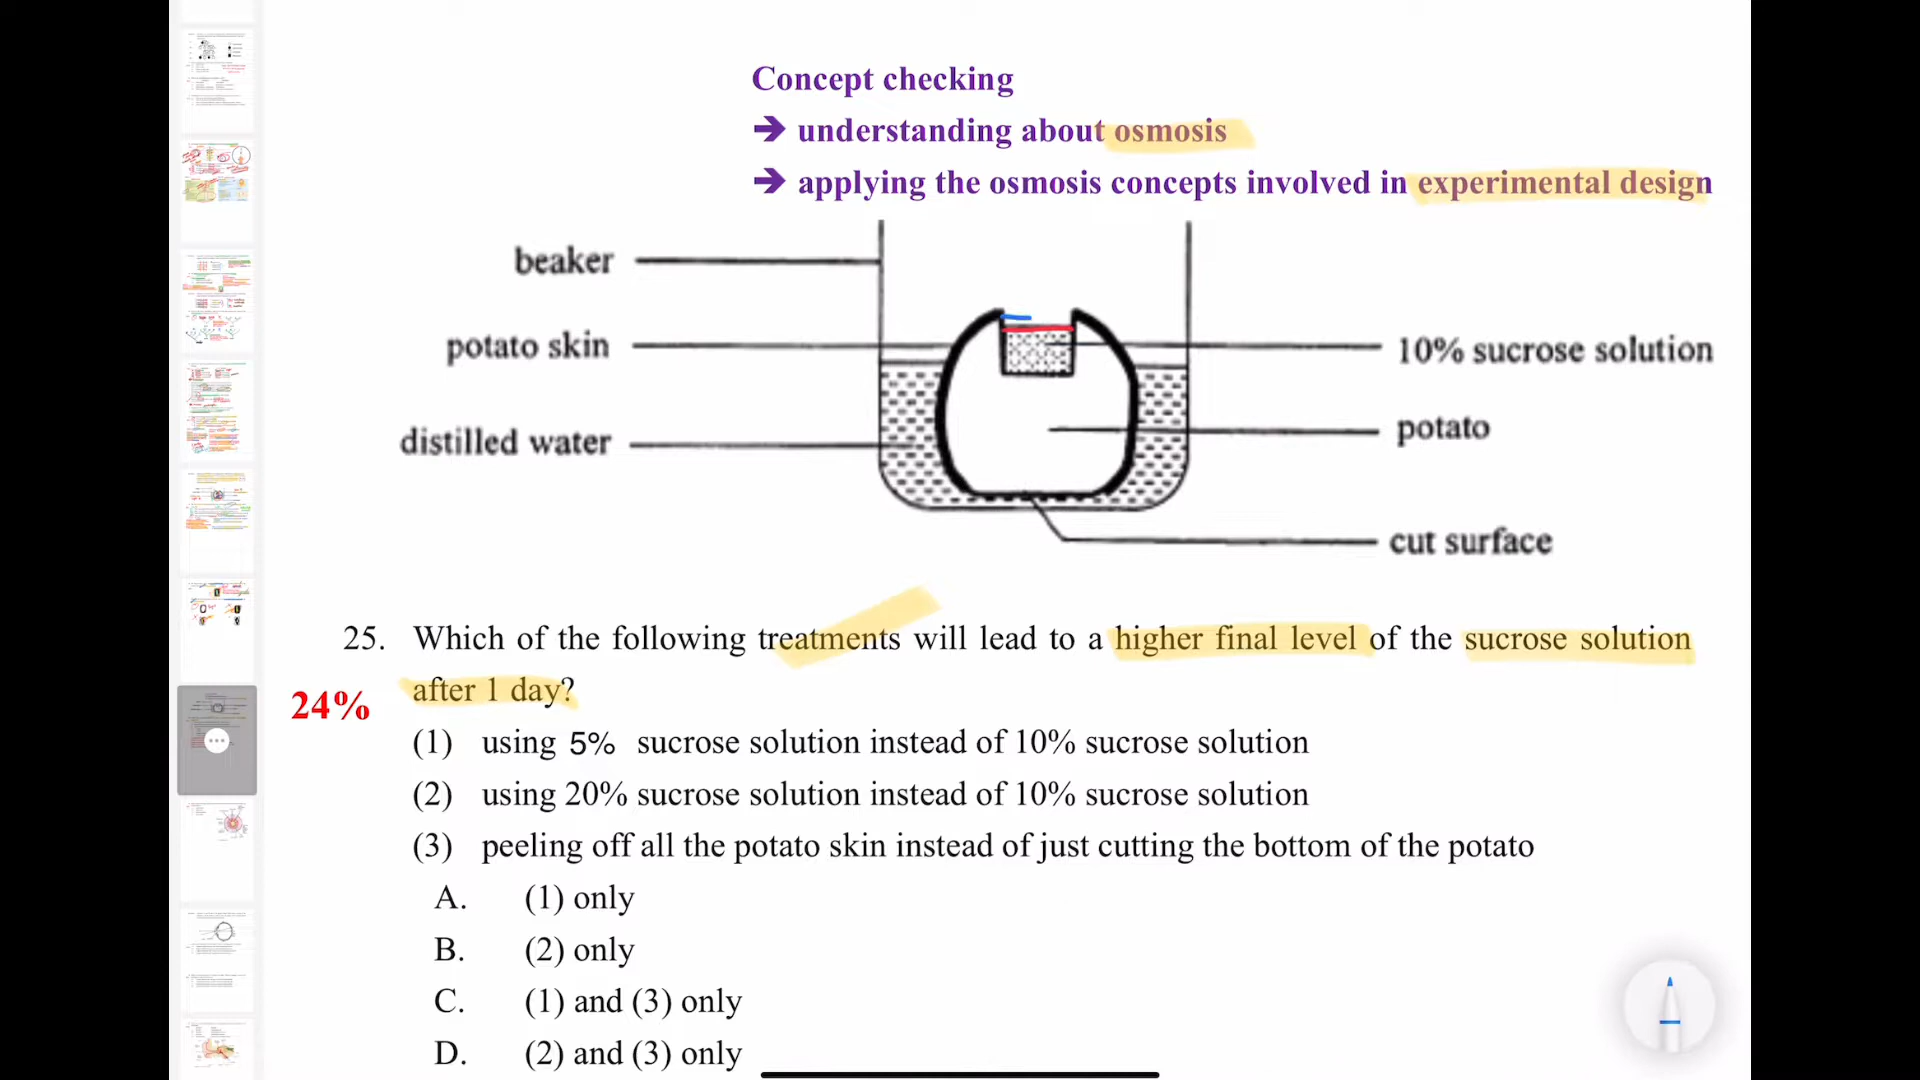 Concept checking
➔ understanding about osmosis
➔ applying the osmosis concepts involved in experimental design
beaker
potato skin
10% sucrose solution
distilled water
potato
cut surface
25. Which of the following treatments will lead to a higher final level of the sucrose solution
after 1 day?
24%
(1) using 5% sucrose solution instead of 10% sucrose solution
(2) using 20% sucrose solution instead of 10% sucrose solution
(3) peeling off all the potato skin instead of just cutting the bottom of the potato
A. (1) only
B. (2) only
C. (1) and (3) only
D. (2) and (3) only